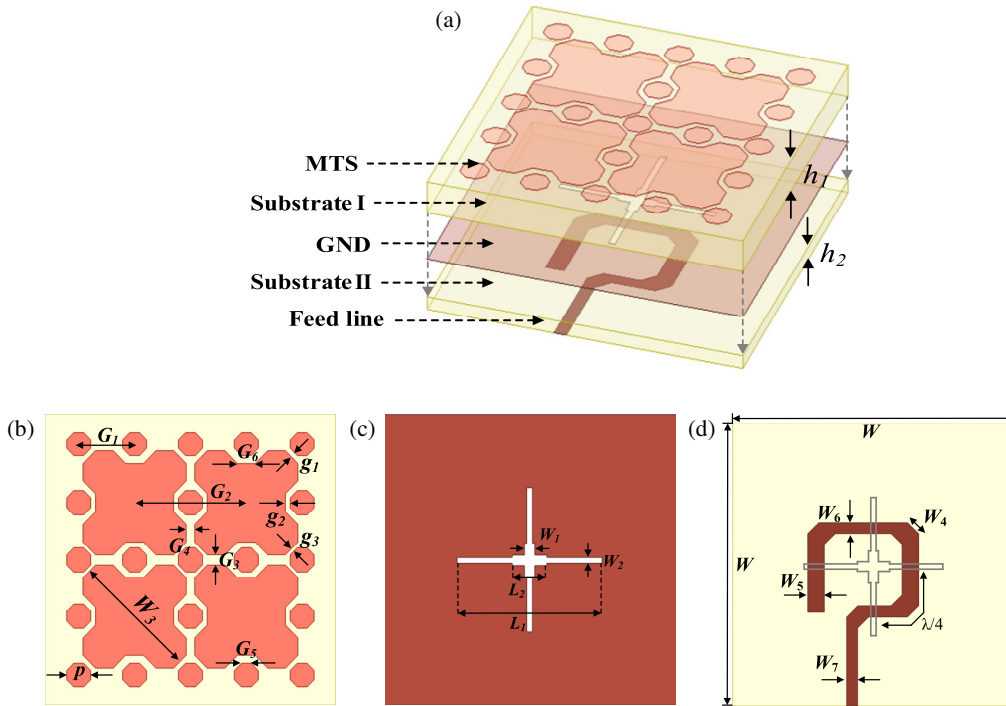 (a)
MTS
Substrate I
GND
Substrate II
Feed line
h1
h2
(b)
G1
G6
g1
G2
g2
G4
g3
G3
W3
G5
p
(c)
W1
W2
L2
L1
(d)
W
W6
W4
W
W5
λ/4
W7